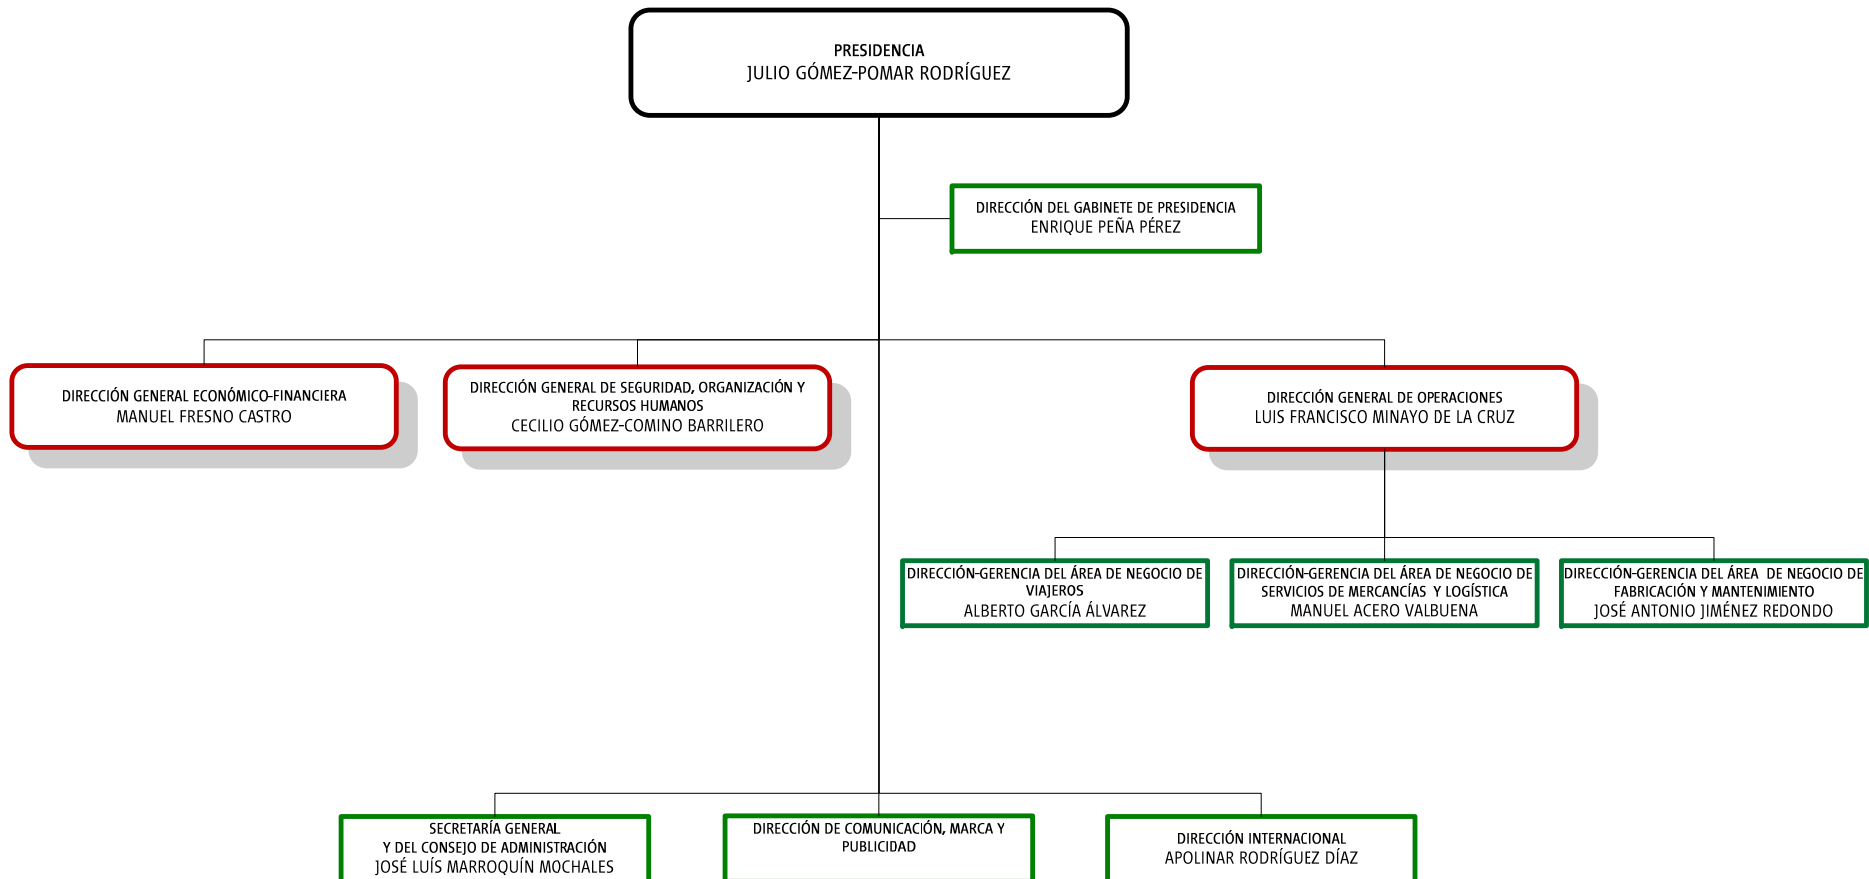 PRESIDENCIA
JULIO GÓMEZ-POMAR RODRÍGUEZ
DIRECCIÓN DEL GABINETE DE PRESIDENCIA
ENRIQUE PEÑA PÉREZ
DIRECCIÓN GENERAL ECONÓMICO-FINANCIERA
MANUEL FRESNO CASTRO
DIRECCIÓN GENERAL DE SEGURIDAD, ORGANIZACIÓN Y
RECURSOS HUMANOS
CECILIO GÓMEZ-COMINO BARRILERO
DIRECCIÓN GENERAL DE OPERACIONES
LUIS FRANCISCO MINAYO DE LA CRUZ
DIRECCIÓN-GERENCIA DEL ÁREA DE NEGOCIO DE
VIAJEROS
ALBERTO GARCÍA ÁLVAREZ
DIRECCIÓN-GERENCIA DEL ÁREA DE NEGOCIO DE
SERVICIOS DE MERCANCÍAS Y LOGÍSTICA
MANUEL ACERO VALBUENA
DIRECCIÓN-GERENCIA DEL ÁREA DE NEGOCIO DE
FABRICACIÓN Y MANTENIMIENTO
JOSÉ ANTONIO JIMÉNEZ REDONDO
SECRETARÍA GENERAL
Y DEL CONSEJO DE ADMINISTRACIÓN
JOSÉ LUÍS MARROQUÍN MOCHALES
DIRECCIÓN DE COMUNICACIÓN, MARCA Y
PUBLICIDAD
DIRECCIÓN INTERNACIONAL
APOLINAR RODRÍGUEZ DÍAZ